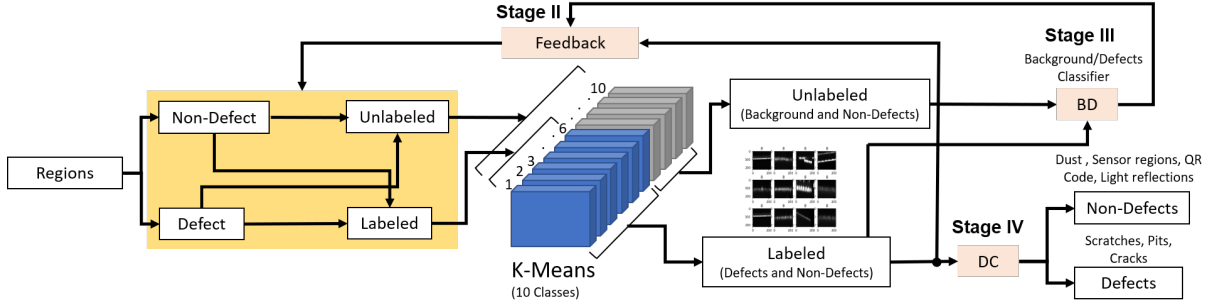 Stage II
Feedback
Stage III
Background/Defects
Classifier
BD
Regions
Non-Defect
Unlabeled
Defect
Labeled
1
2
3
6
10
K-Means
(10 Classes)
Unlabeled
(Background and Non-Defects)
Labeled
(Defects and Non-Defects)
Stage IV
DC
Dust , Sensor regions, QR
Code, Light reflections
Non-Defects
Scratches, Pits,
Cracks
Defects